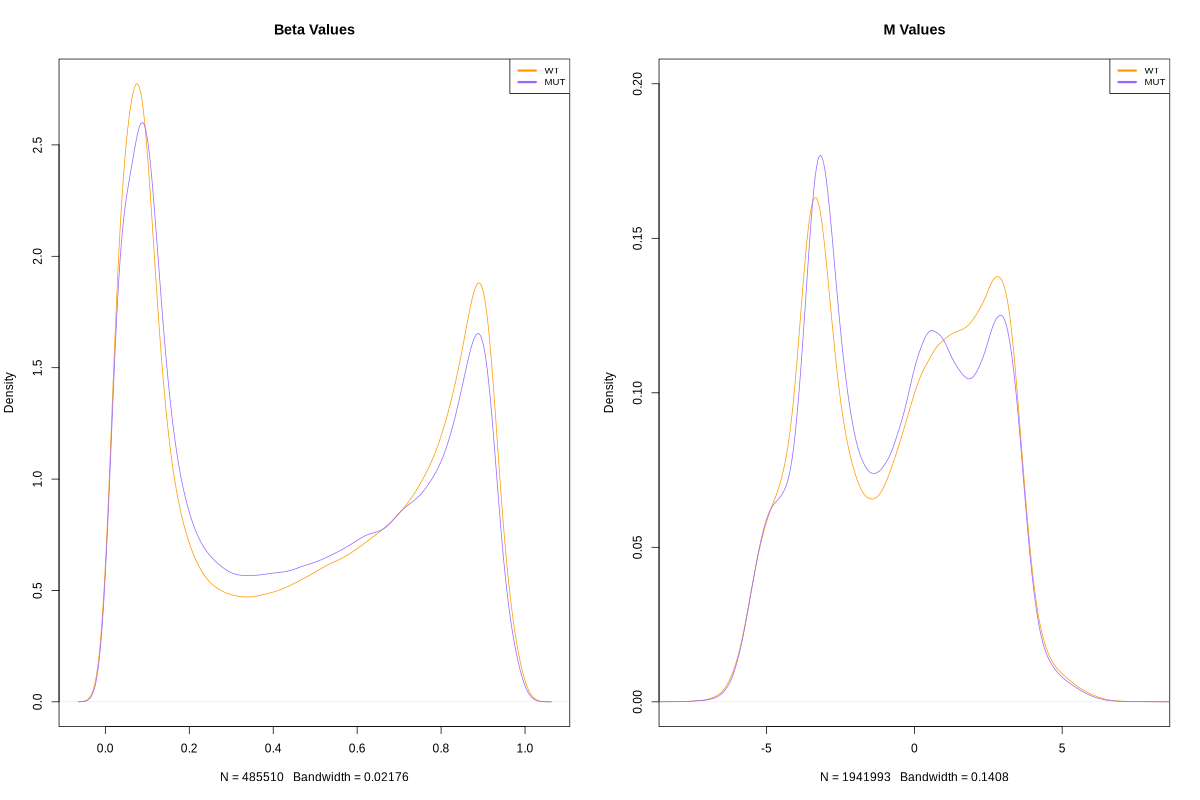 Beta Values
WT
MUT
Density
0.0
0.5
1.0
1.5
2.0
2.5
0.0 0.2 0.4 0.6 0.8 1.0
N = 485510 Bandwidth = 0.02176
M Values
WT
MUT
Density
0.00
0.05
0.10
0.15
0.20
-5 0 5
N = 1941993 Bandwidth = 0.1408